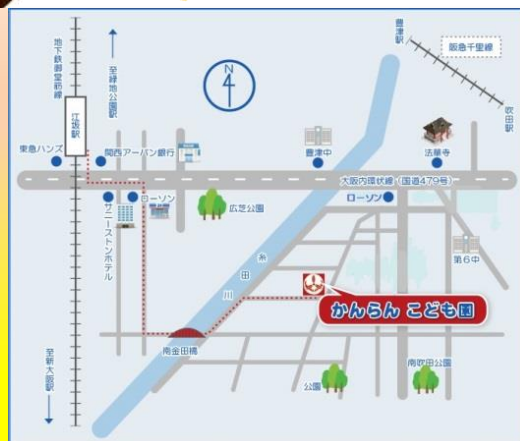 地下鉄御堂筋線
至緑地公園駅
N
豊津駅
阪急千里線
吹田駅
江坂駅
東急ハンズ
関西アーバン銀行
豊津中
法華寺
大阪内環状線(国道479号)
サニーストンホテル
ローソン
広芝公園
ローソン
糸田川
第6中
かんらん こども園
南金田橋
至新大阪駅
公園
南吹田公園